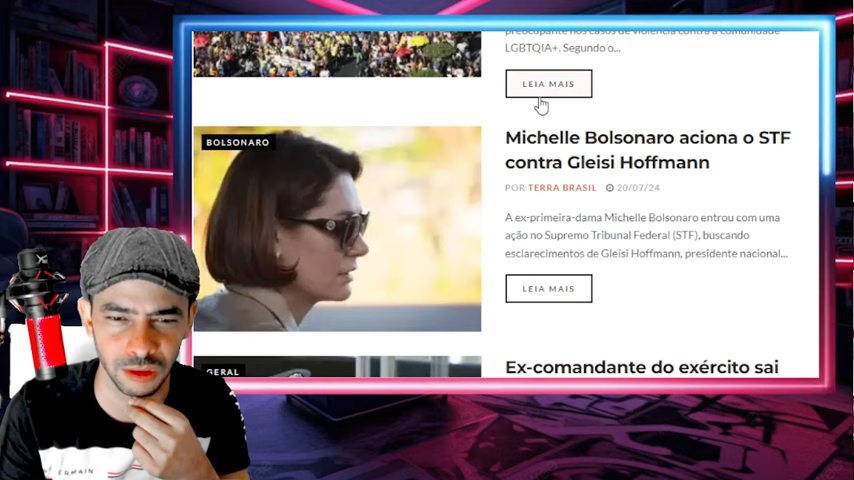 preocupante nos casos de violência contra a comunidade
LGBTQIA+. Segundo o...
LEIA MAIS
BOLSONARO
Michelle Bolsonaro aciona o STF
contra Gleisi Hoffmann
POR TERRA BRASIL 20/07/24
A ex-primeira-dama Michelle Bolsonaro entrou com uma
ação no Supremo Tribunal Federal (STF), buscando
esclarecimentos de Gleisi Hoffmann, presidente nacional...
LEIA MAIS
GERAL
Ex-comandante do exército sai